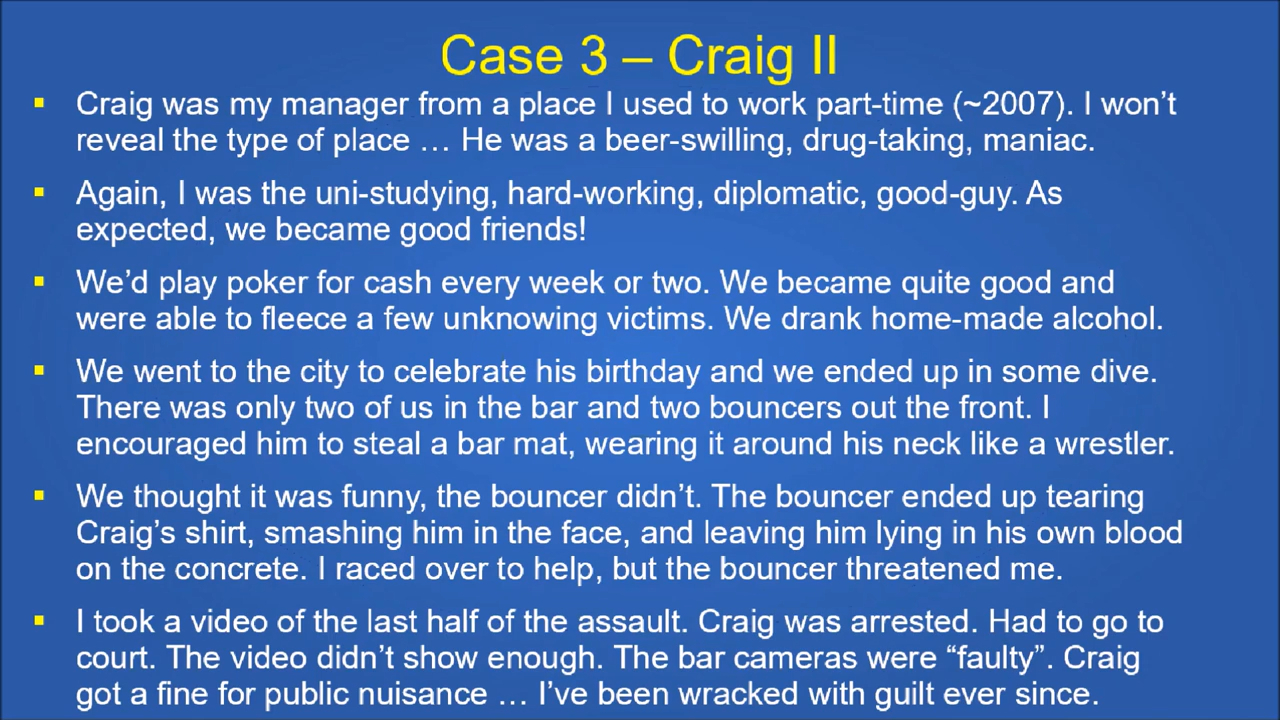 Case 3 – Craig II
▪ Craig was my manager from a place I used to work part-time (~2007). I won’t
reveal the type of place … He was a beer-swilling, drug-taking, maniac.
▪ Again, I was the uni-studying, hard-working, diplomatic, good-guy. As
expected, we became good friends!
▪ We’d play poker for cash every week or two. We became quite good and
were able to fleece a few unknowing victims. We drank home-made alcohol.
▪ We went to the city to celebrate his birthday and we ended up in some dive.
There was only two of us in the bar and two bouncers out the front. I
encouraged him to steal a bar mat, wearing it around his neck like a wrestler.
▪ We thought it was funny, the bouncer didn’t. The bouncer ended up tearing
Craig’s shirt, smashing him in the face, and leaving him lying in his own blood
on the concrete. I raced over to help, but the bouncer threatened me.
▪ I took a video of the last half of the assault. Craig was arrested. Had to go to
court. The video didn’t show enough. The bar cameras were “faulty”. Craig
got a fine for public nuisance … I’ve been wracked with guilt ever since.